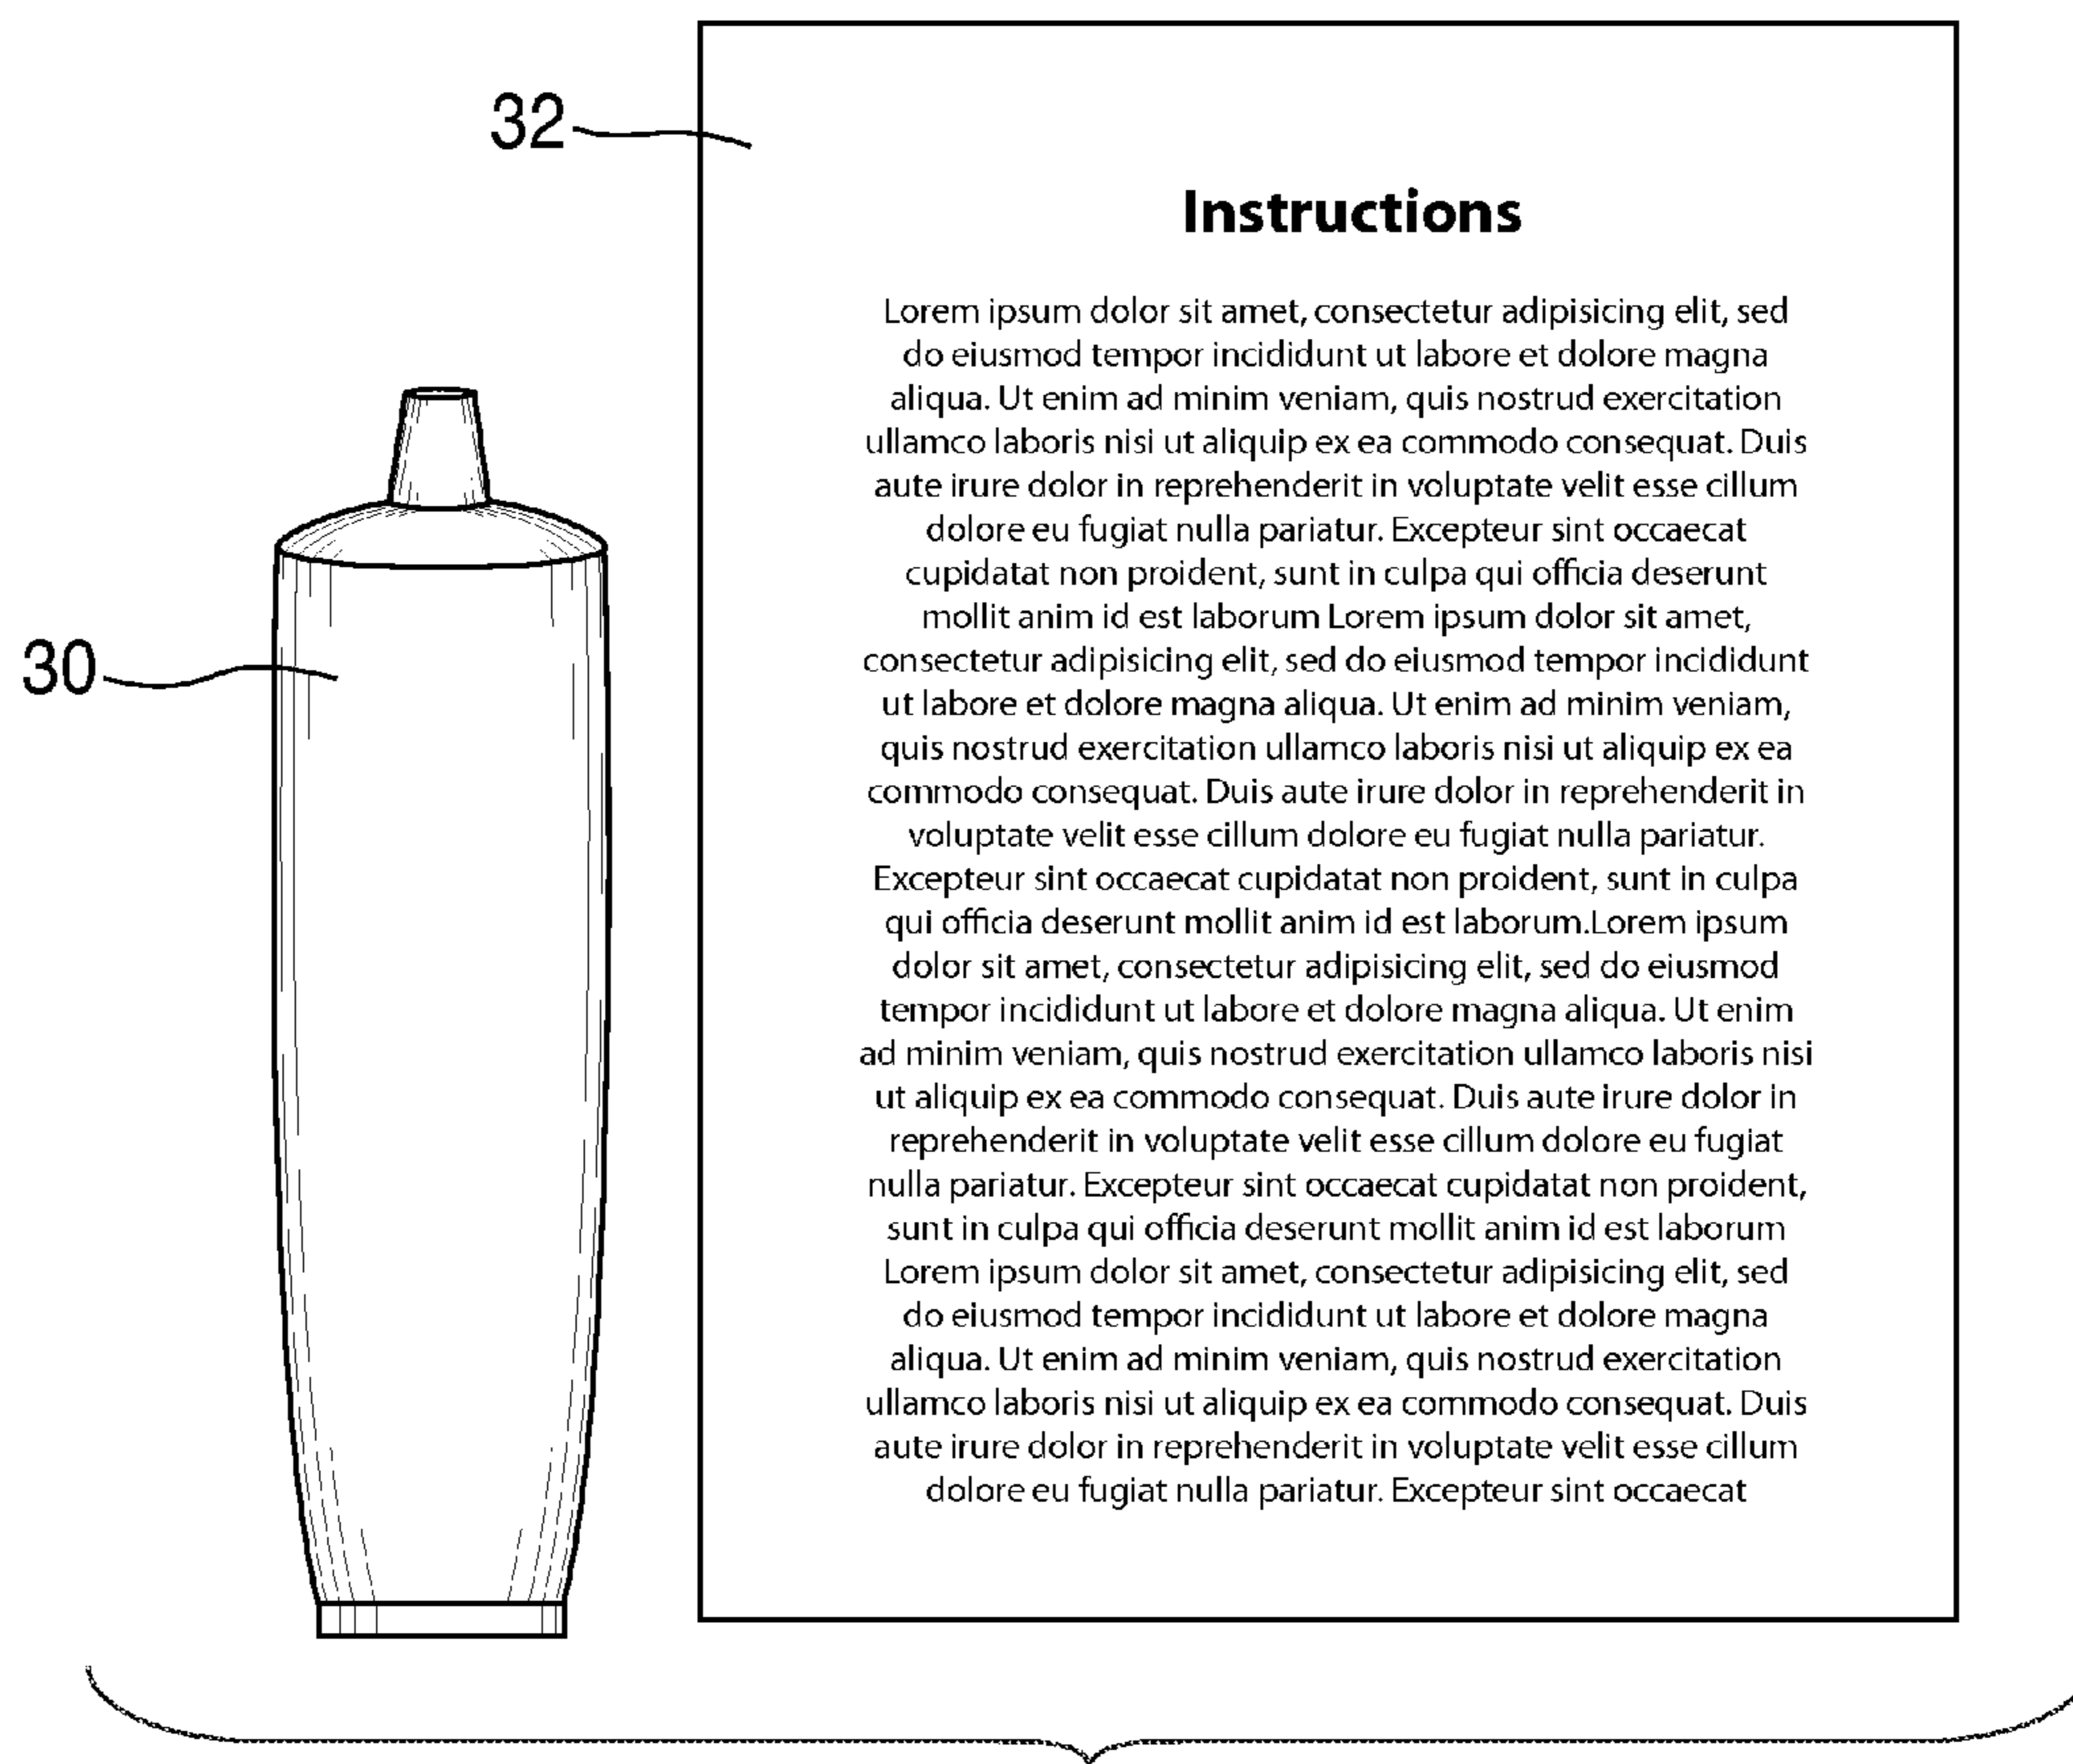 32
Instructions
Lorem ipsum dolor sit amet, consectetur adipisicing elit, sed
do eiusmod tempor incididunt ut labore et dolore magna
aliqua. Ut enim ad minim veniam, quis nostrud exercitation
ullamco laboris nisi ut aliquip ex ea commodo consequat. Duis
aute irure dolor in reprehenderit in voluptate velit esse cillum
dolore eu fugiat nulla pariatur. Excepteur sint occaecat
cupidatat non proident, sunt in culpa qui officia deserunt
mollit anim id est laborum Lorem ipsum dolor sit amet,
consectetur adipisicing elit, sed do eiusmod tempor incididunt
ut labore et dolore magna aliqua. Ut enim ad minim veniam,
quis nostrud exercitation ullamco laboris nisi ut aliquip ex ea
commodo consequat. Duis aute irure dolor in reprehenderit in
voluptate velit esse cillum dolore eu fugiat nulla pariatur.
Excepteur sint occaecat cupidatat non proident, sunt in culpa
qui officia deserunt mollit anim id est laborum.Lorem ipsum
dolor sit amet, consectetur adipisicing elit, sed do eiusmod
tempor incididunt ut labore et dolore magna aliqua. Ut enim
ad minim veniam, quis nostrud exercitation ullamco laboris nisi
ut aliquip ex ea commodo consequat. Duis aute irure dolor in
reprehenderit in voluptate velit esse cillum dolore eu fugiat
nulla pariatur. Excepteur sint occaecat cupidatat non proident,
sunt in culpa qui officia deserunt mollit anim id est laborum
Lorem ipsum dolor sit amet, consectetur adipisicing elit, sed
do eiusmod tempor incididunt ut labore et dolore magna
aliqua. Ut enim ad minim veniam, quis nostrud exercitation
ullamco laboris nisi ut aliquip ex ea commodo consequat. Duis
aute irure dolor in reprehenderit in voluptate velit esse cillum
dolore eu fugiat nulla pariatur. Excepteur sint occaecat
30